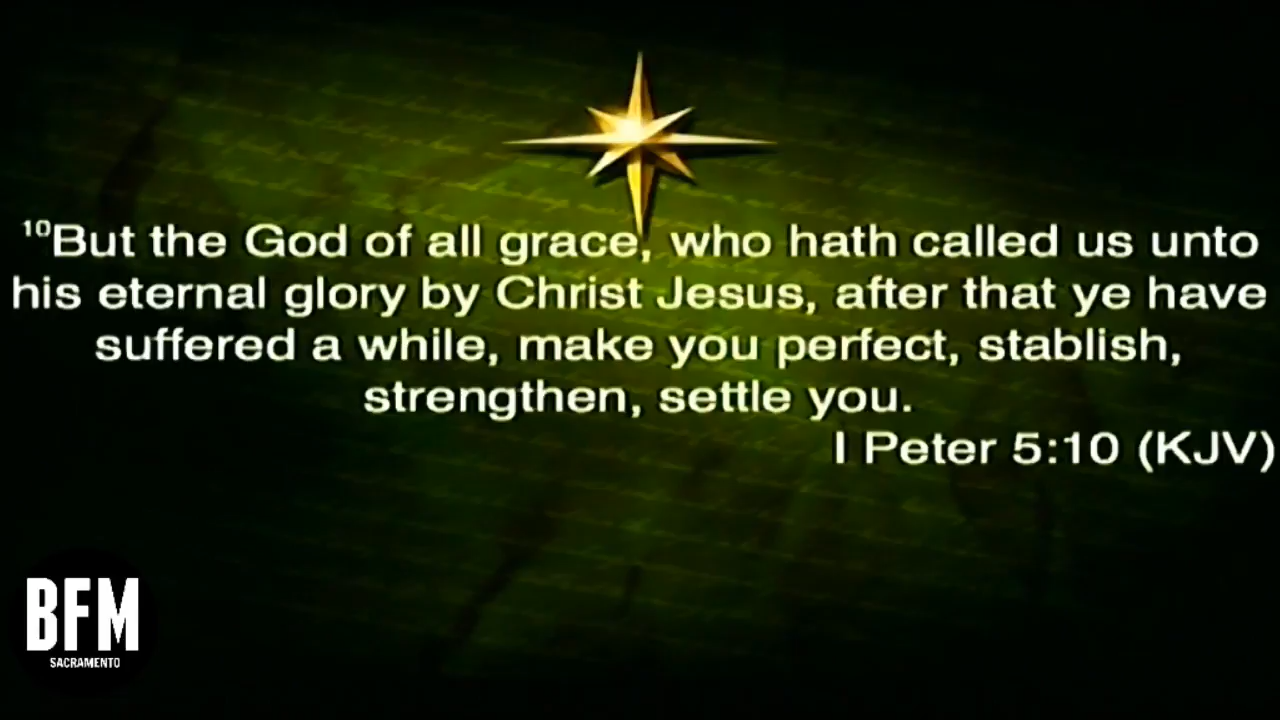 ¹⁰But the God of all grace, who hath called us unto
his eternal glory by Christ Jesus, after that ye have
suffered a while, make you perfect, stablish,
strengthen, settle you.
I Peter 5:10 (KJV)
BFM
SACRAMENTO